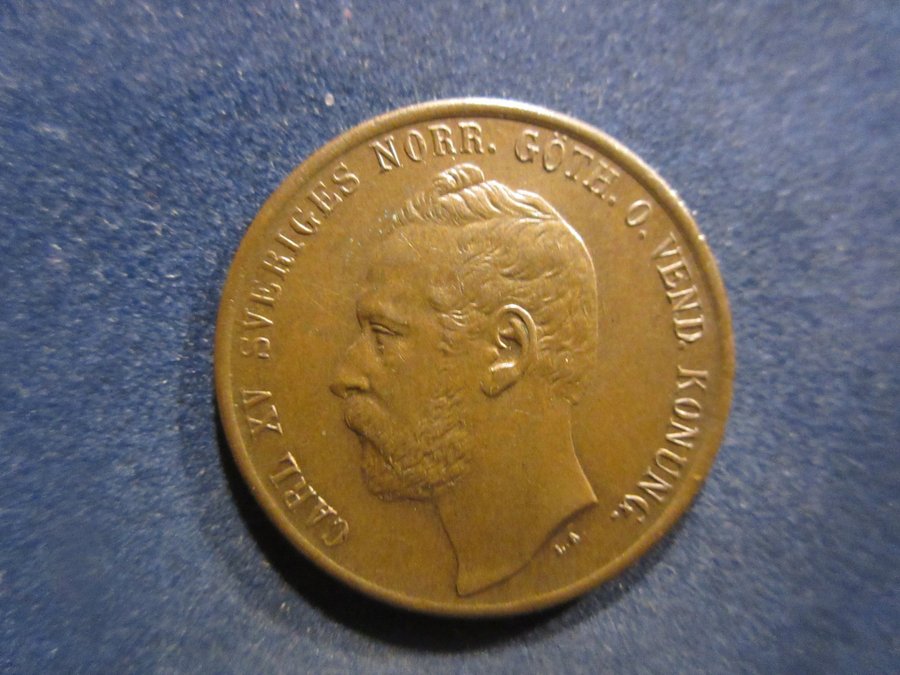 CARL XV SVERIGES NORR. GÖTH. O. VEND. KONUNG.
L.A